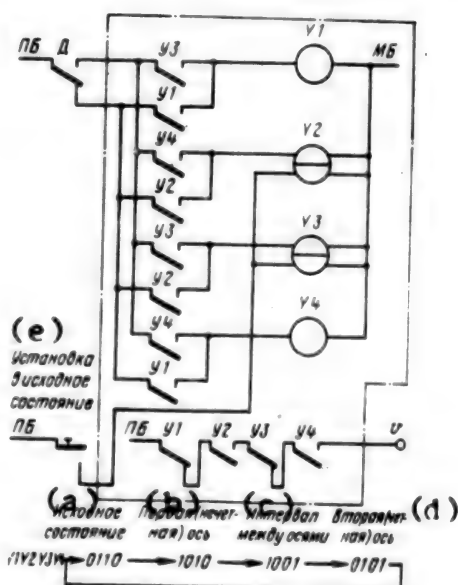 У1
ПБ Д У3 МБ
У1
У4 У2
У2
У3 У3
У2
(e) У4 У4
Установка
в исходное
состояние
У1
ПБ ПБ У1 У2 У3 У4 U
(a) (b) (c) (d)
Исходное Первая (нечет- Интервал Вторая (чет-
состояние ная) ось между осями ная) ось
У1У2У3У4 0110 1010 1001 0101